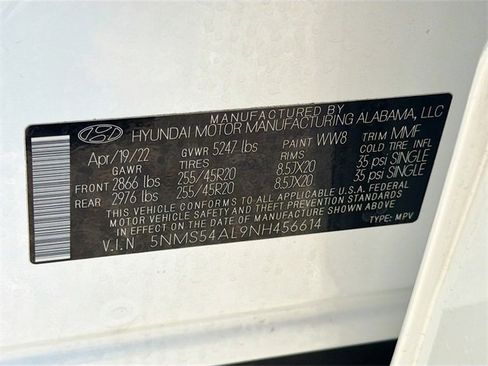 MANUFACTURED BY
HYUNDAI MOTOR MANUFACTURING ALABAMA, LLC
Apr/19/22 GVWR 5247 lbs PAINT WW8 TRIM MMF
GAWR TIRES RIMS COLD TIRE INFL
FRONT 2866 lbs 255/45R20 8.5JX20 35 psi SINGLE
REAR 2976 lbs 255/45R20 8.5JX20 35 psi SINGLE
THIS VEHICLE CONFORMS TO ALL APPLICABLE U.S.A. FEDERAL
MOTOR VEHICLE SAFETY AND THEFT PREVENTION STANDARDS IN EFFECT ON THE
DATE OF MANUFACTURE SHOWN ABOVE.
V.I.N 5NMS54AL9NH456614 TYPE: MPV